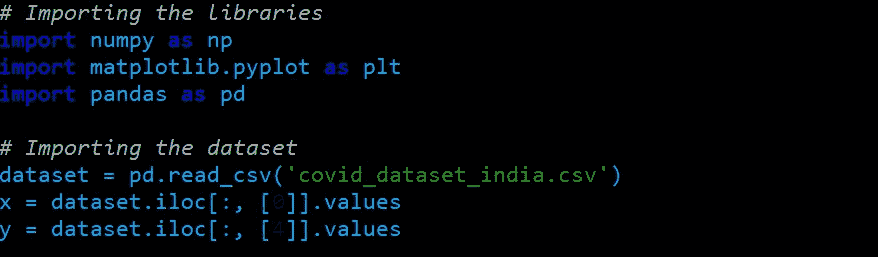 # Importing the libraries
import numpy as np
import matplotlib.pyplot as plt
import pandas as pd
# Importing the dataset
dataset = pd.read_csv('covid_dataset_india.csv')
x = dataset.iloc[:, [0]].values
y = dataset.iloc[:, [4]].values